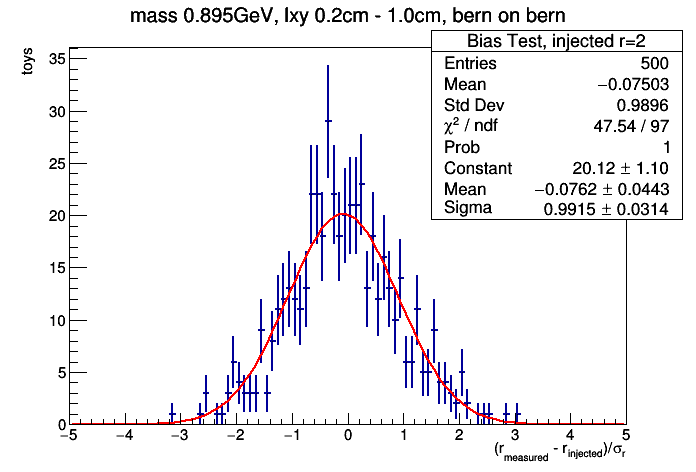 mass 0.895GeV, lxy 0.2cm - 1.0cm, bern on bern
toys
Bias Test, injected r=2
Entries 500
Mean −0.07503
Std Dev 0.9896
χ² / ndf 47.54 / 97
Prob 1
Constant 20.12 ± 1.10
Mean −0.0762 ± 0.0443
Sigma 0.9915 ± 0.0314
35
30
25
20
15
10
5
0
−5 −4 −3 −2 −1 0 1 2 3 4 5
(r_measured - r_injected)/σ_r